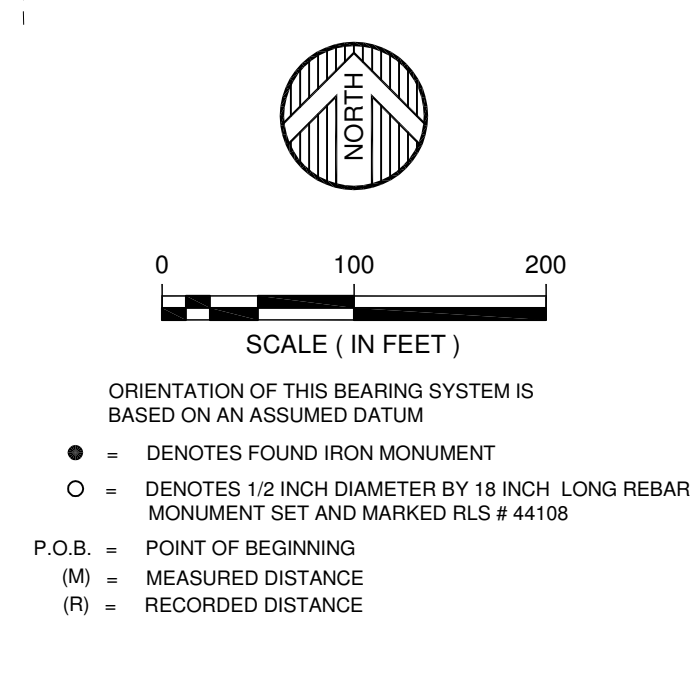 NORTH
0 100 200
SCALE ( IN FEET )
ORIENTATION OF THIS BEARING SYSTEM IS
BASED ON AN ASSUMED DATUM
= DENOTES FOUND IRON MONUMENT
= DENOTES 1/2 INCH DIAMETER BY 18 INCH LONG REBAR
MONUMENT SET AND MARKED RLS # 44108
P.O.B. = POINT OF BEGINNING
(M) = MEASURED DISTANCE
(R) = RECORDED DISTANCE